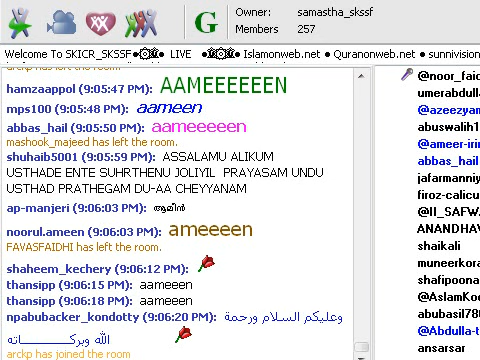 G
Owner: samastha_skssf
Members 257
Welcome To SKICR_SKSSF LIVE Islamonweb.net ● Quranonweb.net ● sunnivision
arckp has left the room.
hamzaappol (9:05:47 PM): AAMEEEEEEN
mps100 (9:05:48 PM): aameen
abbas_hail (9:05:50 PM): aameeeeen
mashook_majeed has left the room.
shuhaib5001 (9:05:59 PM): ASSALAMU ALIKUM
USTHADE ENTE SUHRTHENU JOLIYIL PRAYASAM UNDU
USTHAD PRATHEGAM DU-AA CHEYYANAM
ap-manjeri (9:06:03 PM): ആമീൻ
noorul.ameen (9:06:03 PM): ameeeen
FAVASFAIDHI has left the room.
shaheem_kechery (9:06:12 PM):
thansipp (9:06:15 PM): aameeen
thansipp (9:06:18 PM): aameeen
npabubacker_kondotty (9:06:20 PM): وعليكم السلام ورحمة
الله وبركـــــــــاته
arckp has joined the room.
@noor_faid
umerabdulla
@azeezyam
abuswalih1
@ameer-irin
abbas_hail
jafarmanniy
firoz-calicu
@II_SAFWA
ANANDHAV
shaikali
muneerkora
shafipoona
@AslamKoo
abubasil786
@Abdulla-t
ansarsar